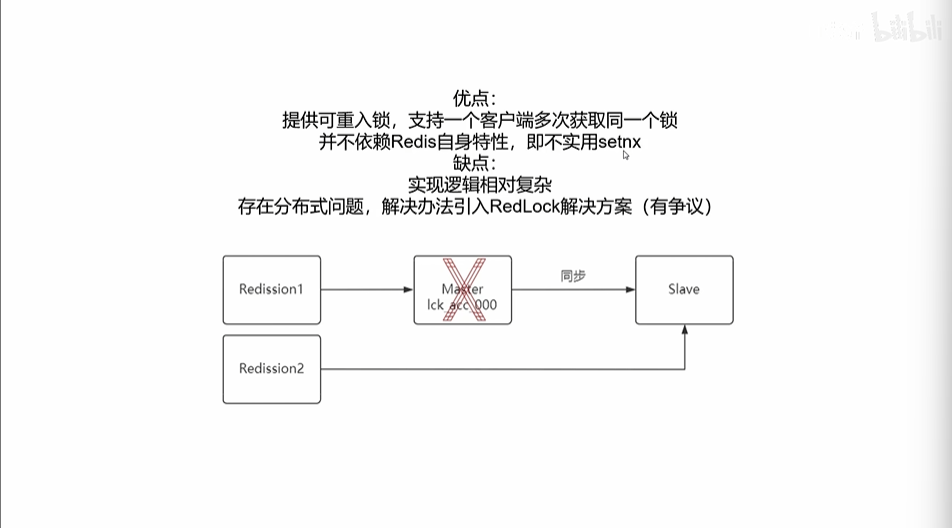 bilibili
优点：
提供可重入锁，支持一个客户端多次获取同一个锁
并不依赖Redis自身特性，即不实用setnx
缺点：
实现逻辑相对复杂
存在分布式问题，解决办法引入RedLock解决方案（有争议）
Redission1
Master
lck_acc_000
同步
Slave
Redission2